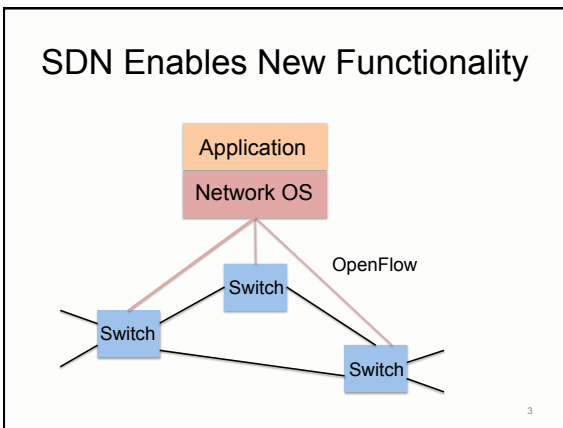 SDN Enables New Functionality
Application
Network OS
OpenFlow
Switch
Switch
Switch
3